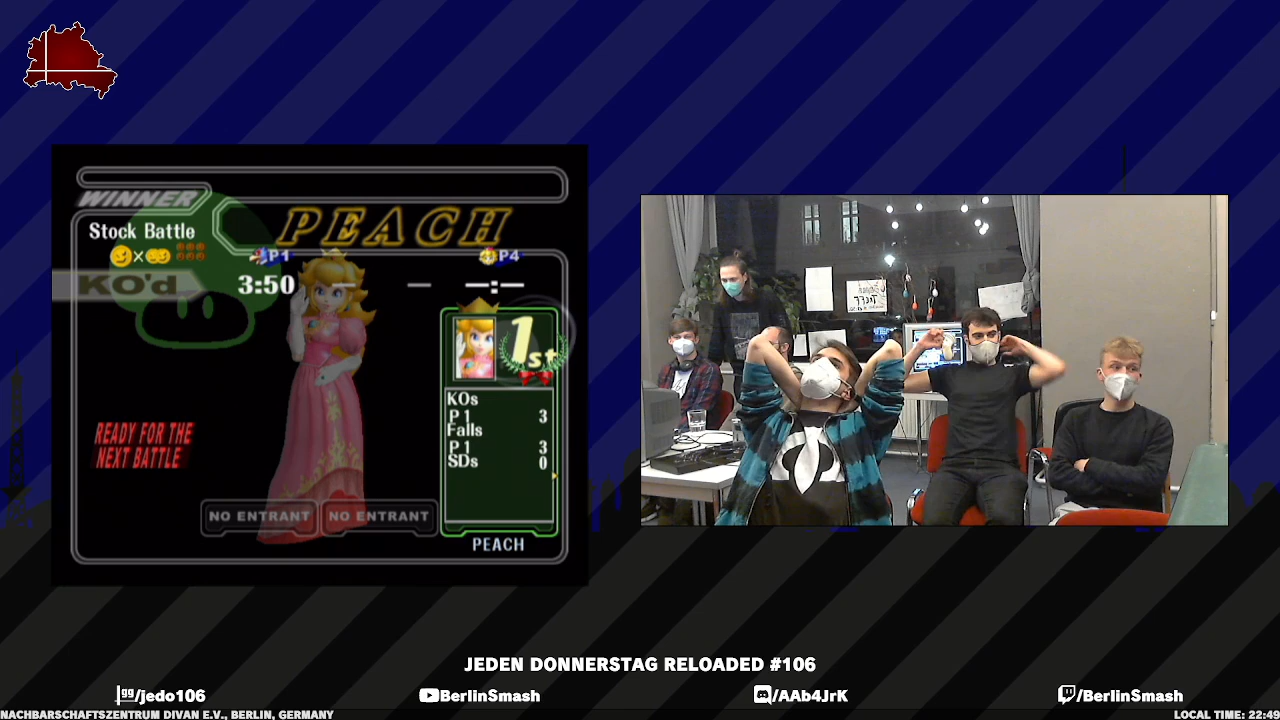 WINNER
PEACH
Stock Battle
P1
P4
KO'd
3:50
1st
KOs
P1 3
Falls
P1 3
SDs 0
READY FOR THE
NEXT BATTLE
NO ENTRANT
NO ENTRANT
PEACH
TREFF
JEDEN DONNERSTAG RELOADED #106
gg/jedo106
BerlinSmash
/AAb4JrK
/BerlinSmash
NACHBARSCHAFTSZENTRUM DIVAN E.V., BERLIN, GERMANY
LOCAL TIME: 22:49